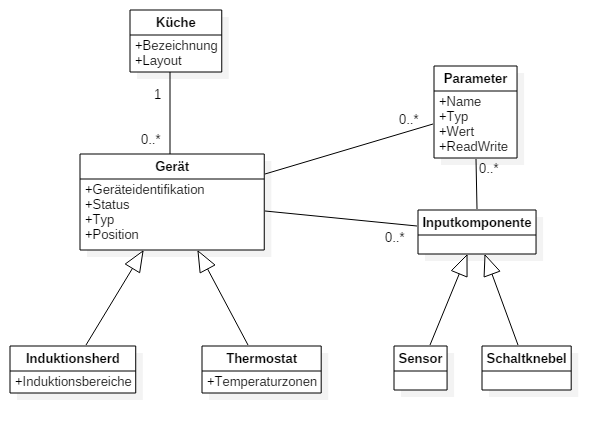 Küche
+Bezeichnung
+Layout
1
0..*
Gerät
+Geräteidentifikation
+Status
+Typ
+Position
0..*
Parameter
+Name
+Typ
+Wert
+ReadWrite
0..*
0..*
Inputkomponente
Induktionsherd
+Induktionsbereiche
Thermostat
+Temperaturzonen
Sensor
Schaltknebel